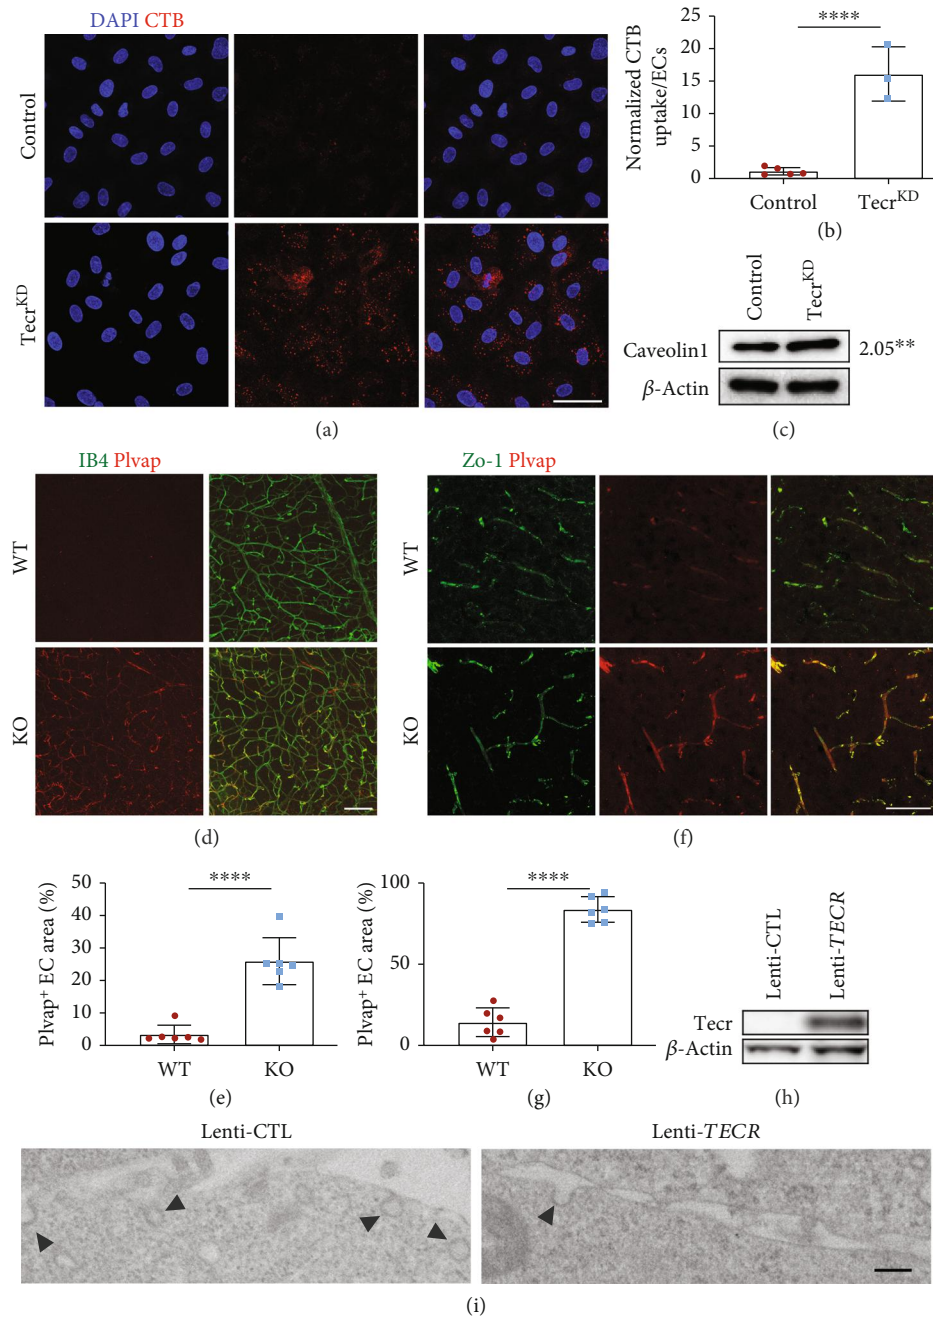 DAPI CTB
Control
Tecr^KD
(a)
Normalized CTB
uptake/ECs
25
20
15
10
5
0
****
Control
Tecr^KD
(b)
Control
Tecr^KD
Caveolin1
2.05**
β-Actin
(c)
IB4 Plvap
WT
KO
(d)
Zo-1 Plvap
WT
KO
(f)
Plvap⁺ EC area (%)
50
40
30
20
10
0
****
WT
KO
(e)
Plvap⁺ EC area (%)
100
50
0
****
WT
KO
(g)
Lenti-CTL
Lenti-TECR
Tecr
β-Actin
(h)
Lenti-CTL
Lenti-TECR
(i)